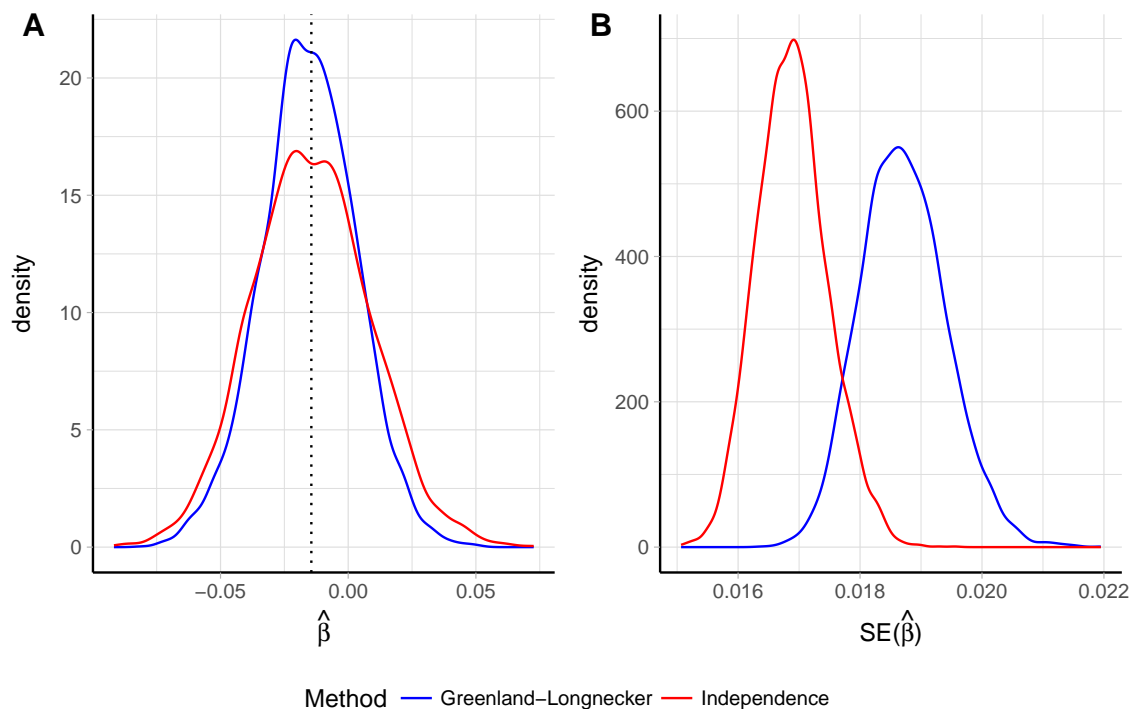 A
density
20
15
10
5
0
−0.05
0.00
0.05
β̂
B
density
600
400
200
0
0.016
0.018
0.020
0.022
SE(β̂)
Method
Greenland−Longnecker
Independence